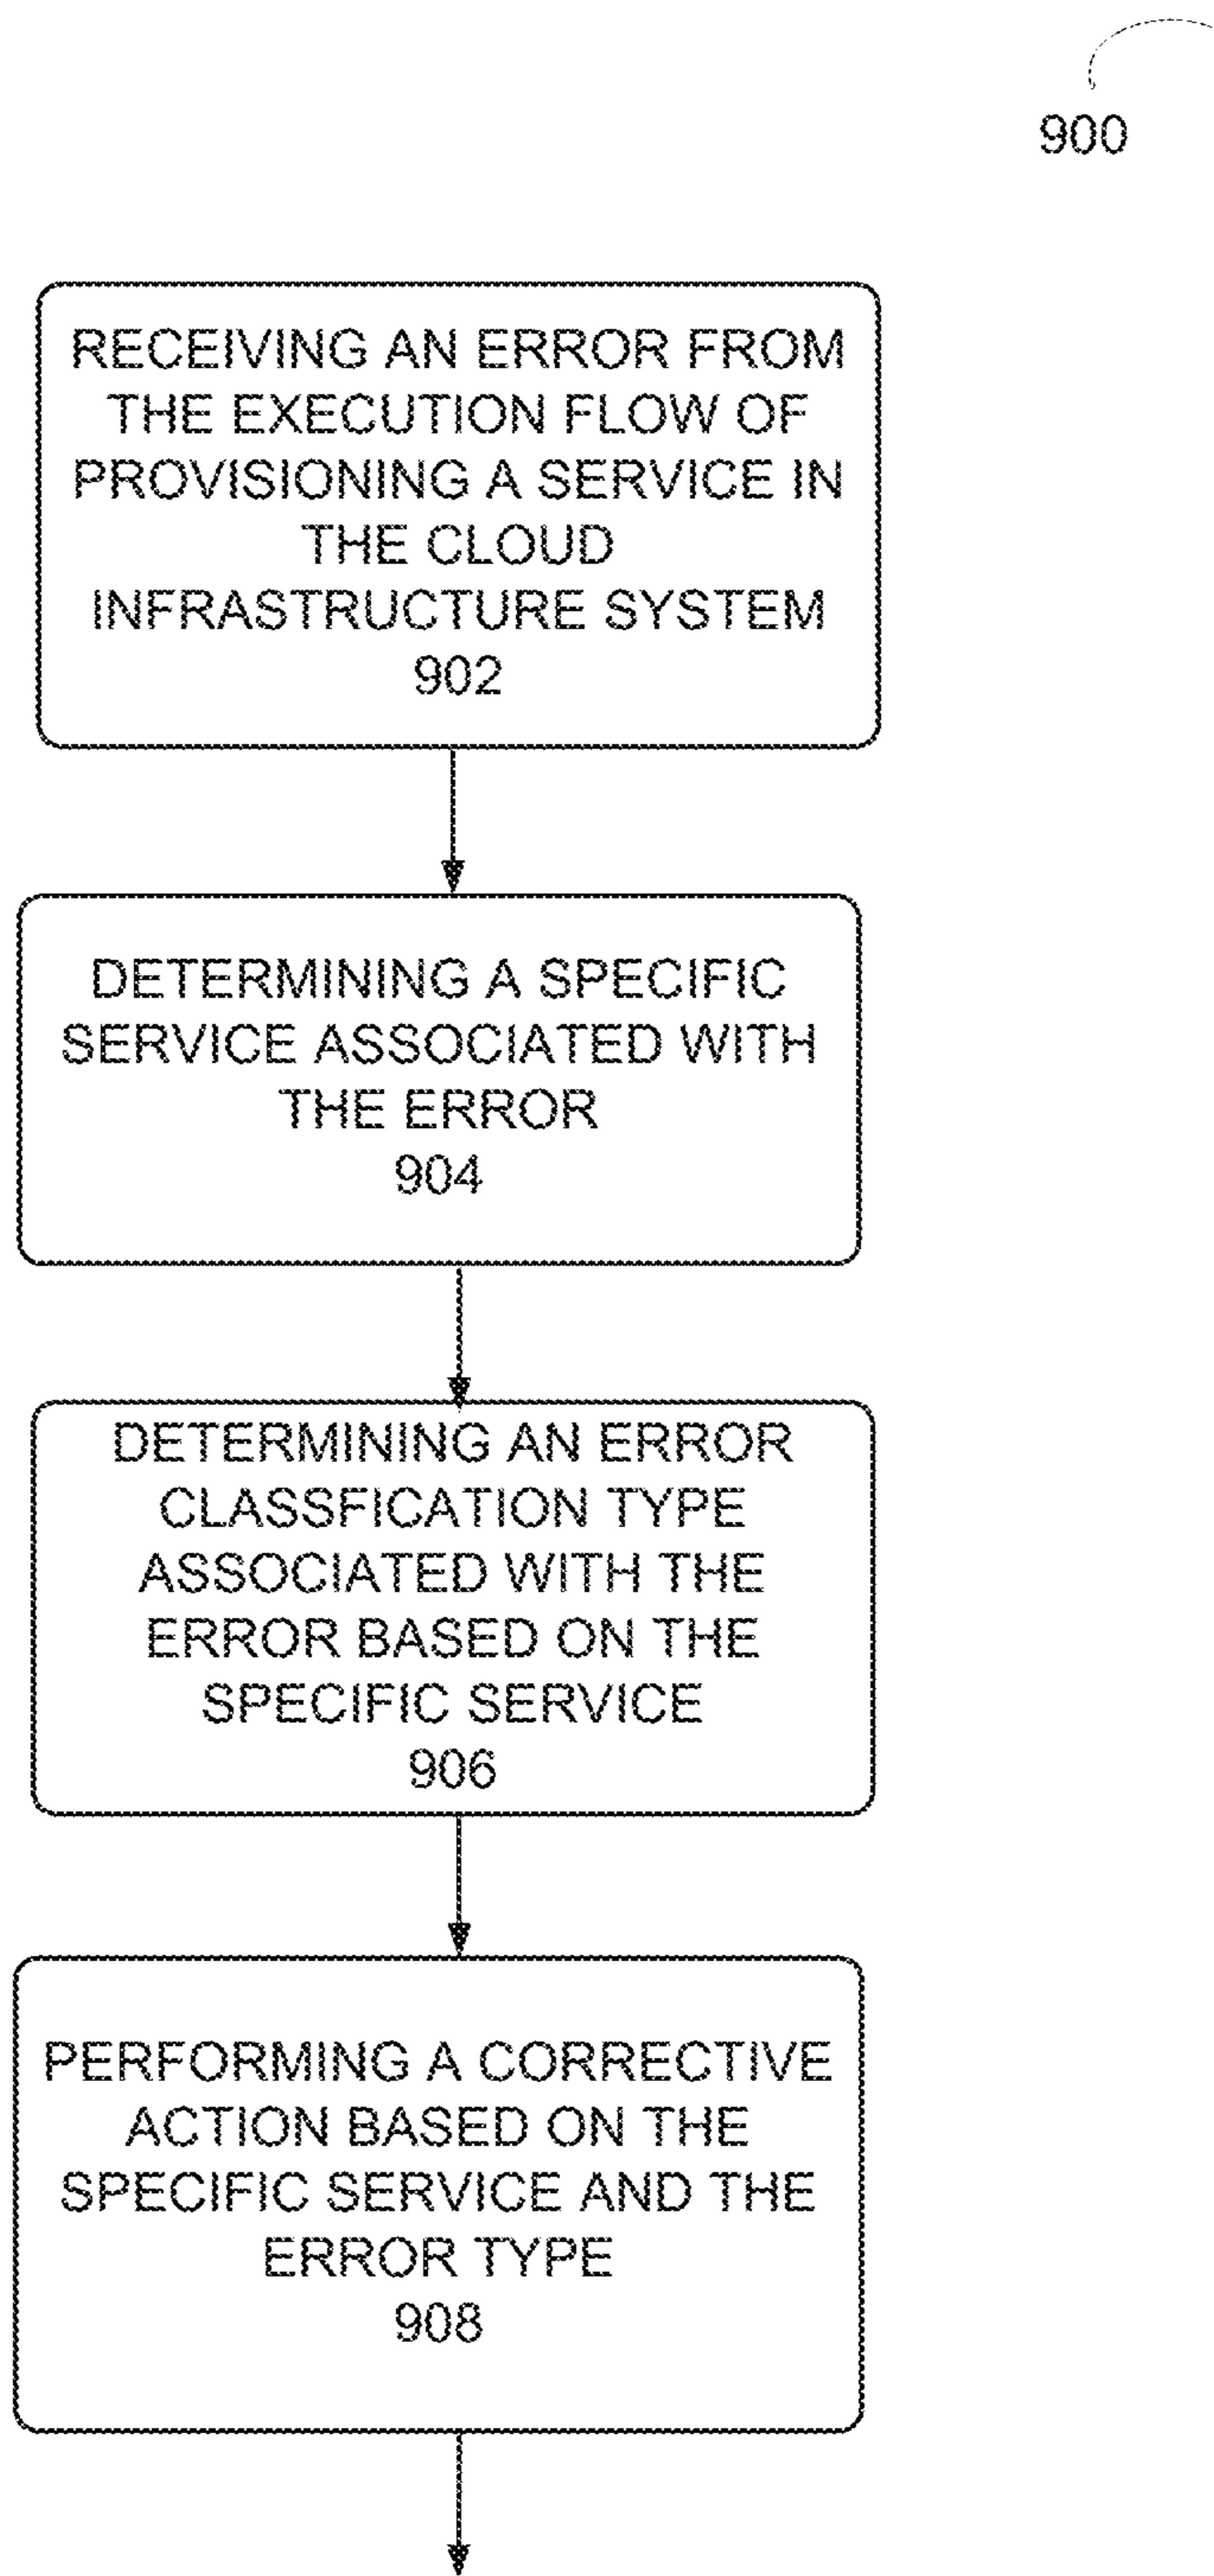 900
RECEIVING AN ERROR FROM
THE EXECUTION FLOW OF
PROVISIONING A SERVICE IN
THE CLOUD
INFRASTRUCTURE SYSTEM
902
DETERMINING A SPECIFIC
SERVICE ASSOCIATED WITH
THE ERROR
904
DETERMINING AN ERROR
CLASSFICATION TYPE
ASSOCIATED WITH THE
ERROR BASED ON THE
SPECIFIC SERVICE
906
PERFORMING A CORRECTIVE
ACTION BASED ON THE
SPECIFIC SERVICE AND THE
ERROR TYPE
908